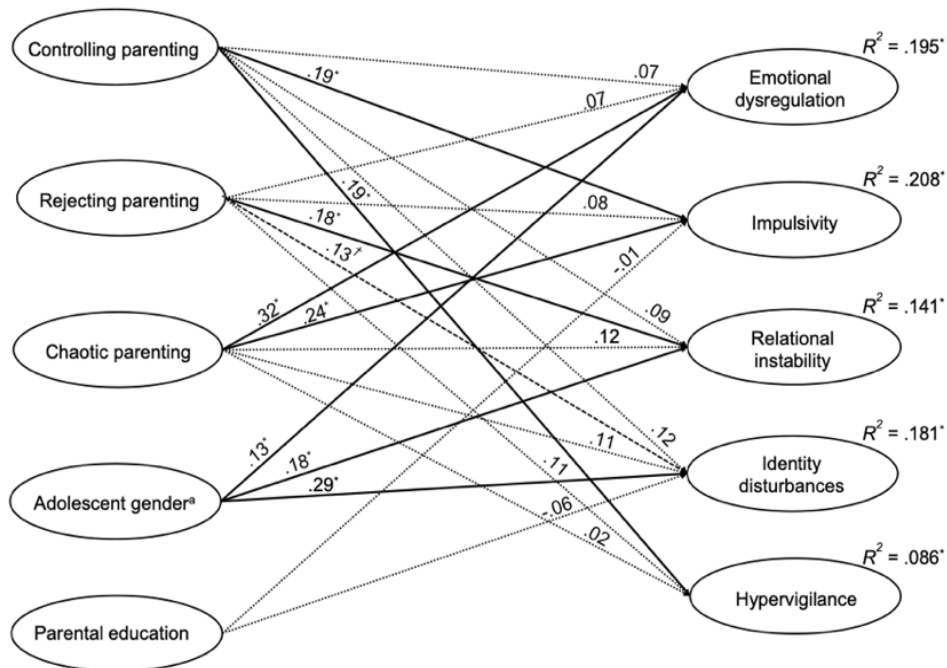 Controlling parenting
Rejecting parenting
Chaotic parenting
Adolescent genderᵃ
Parental education
.19*
.07
.07
.19*
.08
.18*
.13†
-.01
.32*
.24*
.09
.12
.13*
.18*
.29*
.11
.12
.11
-.06
.02
R² = .195*
Emotional
dysregulation
R² = .208*
Impulsivity
R² = .141*
Relational
instability
R² = .181*
Identity
disturbances
R² = .086*
Hypervigilance